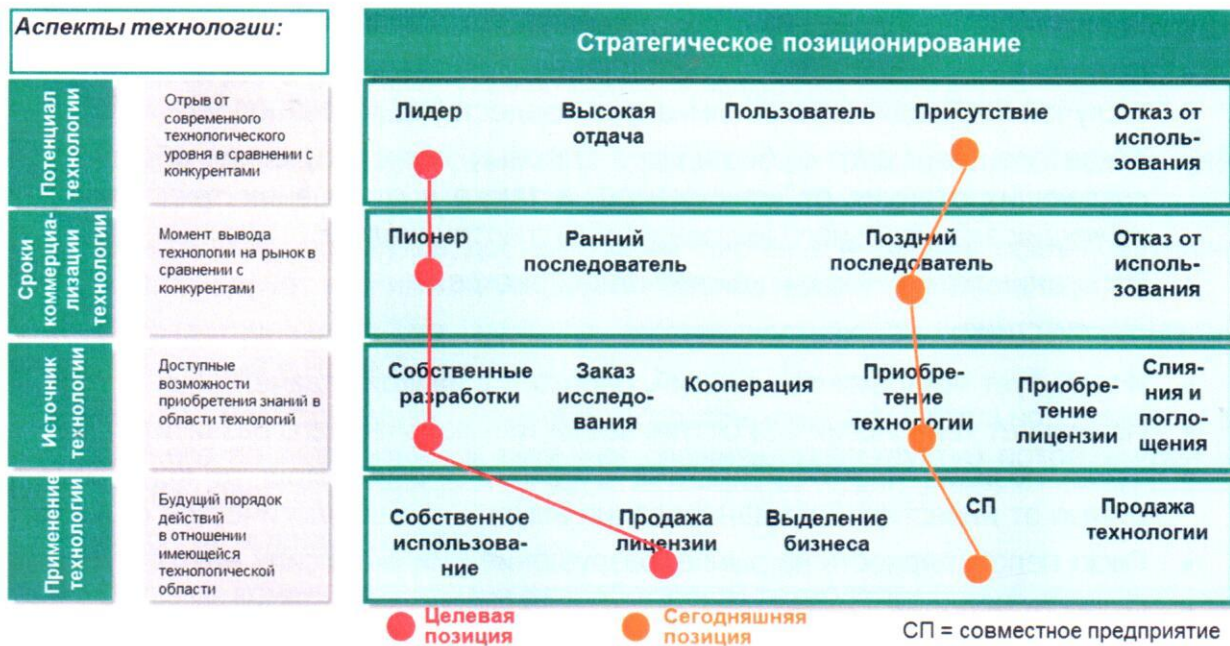 Аспекты технологии:
Стратегическое позиционирование
Потенциал
технологии
Отрыв от
современного
технологического
уровня в сравнении с
конкурентами
Лидер
Высокая
отдача
Пользователь
Присутствие
Отказ от
исполь-
зования
Сроки
коммерциа-
лизации
технологии
Момент вывода
технологии на рынок в
сравнении с
конкурентами
Пионер
Ранний
последователь
Поздний
последователь
Отказ от
исполь-
зования
Источник
технологии
Доступные
возможности
приобретения знаний в
области технологий
Собственные
разработки
Заказ
исследо-
вания
Кооперация
Приобре-
тение
технологии
Приобре-
тение
лицензии
Слия-
ния и
погло-
щения
Применение
технологии
Будущий порядок
действий
в отношении
имеющейся
технологической
области
Собственное
использова-
ние
Продажа
лицензии
Выделение
бизнеса
СП
Продажа
технологии
Целевая
позиция
Сегодняшняя
позиция
СП = совместное предприятие